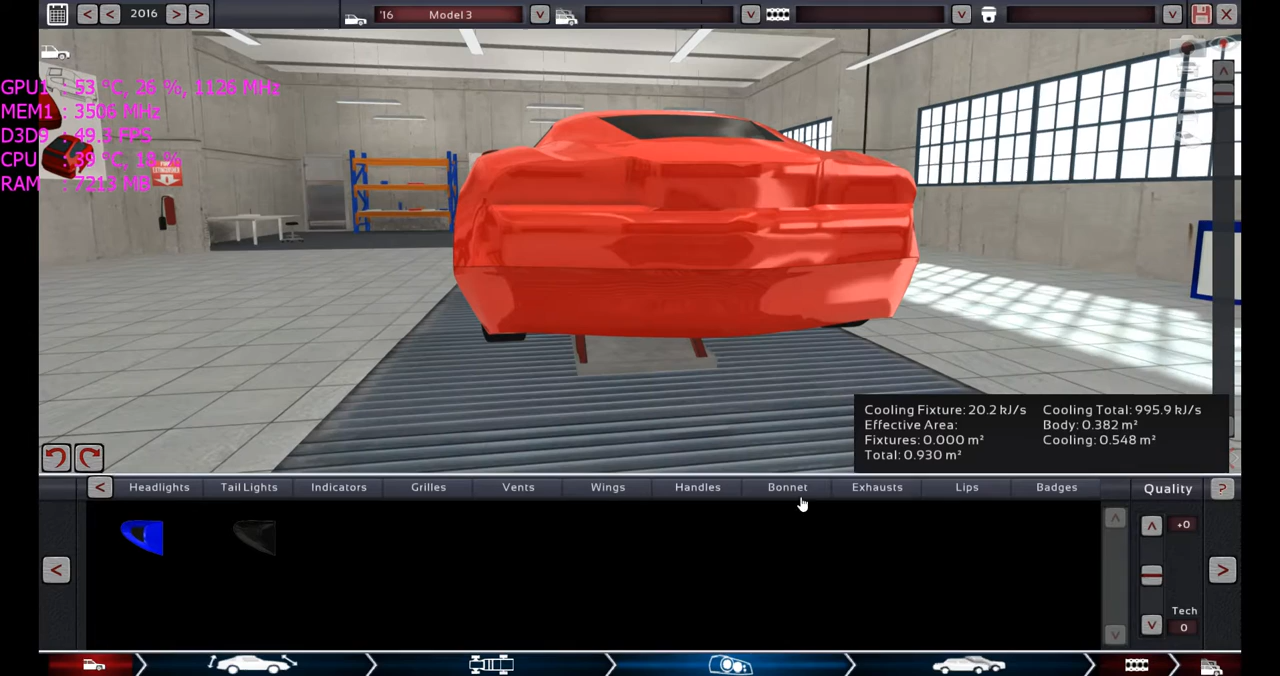 2016
'16 Model 3
GPU1 : 53 °C, 26 %, 1126 MHz
MEM1 : 3506 MHz
D3D9 : 49.3 FPS
CPU : 39 °C, 18 %
RAM : 7213 MB
Cooling Fixture: 20.2 kJ/s
Cooling Total: 995.9 kJ/s
Effective Area:
Body: 0.382 m²
Fixtures: 0.000 m²
Cooling: 0.548 m²
Total: 0.930 m²
Headlights
Tail Lights
Indicators
Grilles
Vents
Wings
Handles
Bonnet
Exhausts
Lips
Badges
Quality
?
+0
Tech
0